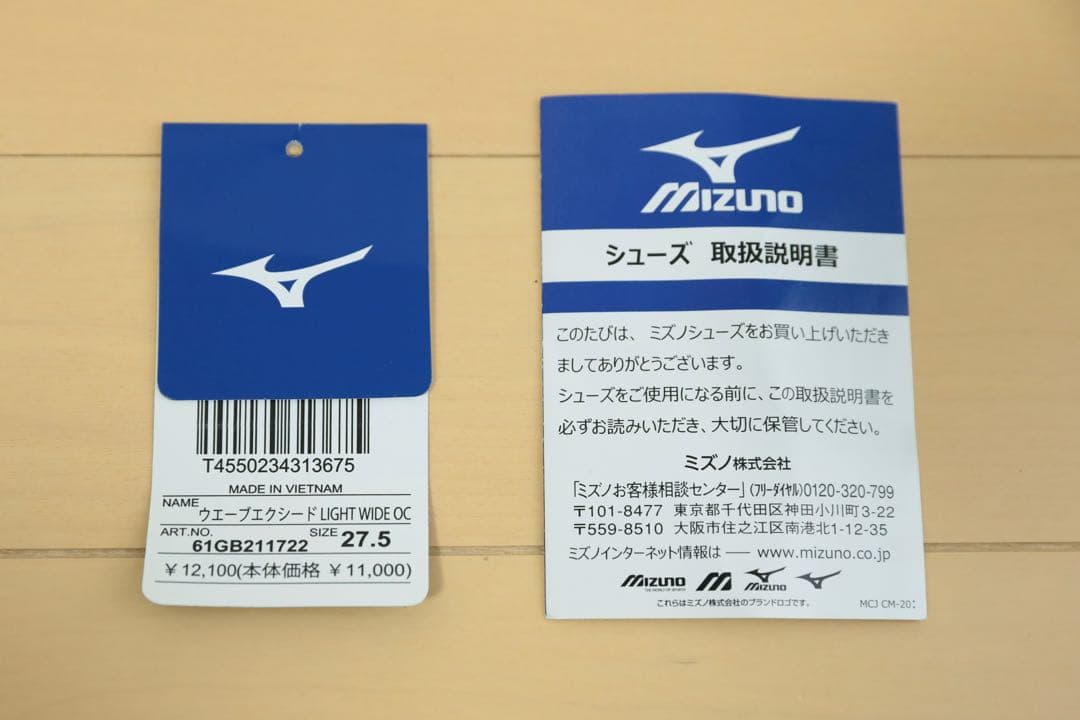 T4550234313675
MADE IN VIETNAM
NAME ウエーブエクシード LIGHT WIDE OC
ART.NO. 61GB211722 SIZE 27.5
¥12,100(本体価格 ¥11,000)
MIZUNO
シューズ 取扱説明書
このたびは、ミズノシューズをお買い上げいただき
ましてありがとうございます。
シューズをご使用になる前に、この取扱説明書を
必ずお読みいただき、大切に保管してください。
ミズノ株式会社
「ミズノお客様相談センター」(フリーダイヤル)0120-320-799
〒101-8477 東京都千代田区神田小川町3-22
〒559-8510 大阪市住之江区南港北1-12-35
ミズノインターネット情報は — www.mizuno.co.jp
MIZUNO THE WORLD OF SPORTS M MIZUNO
これらはミズノ株式会社のブランドロゴです。
MCJ CM-20